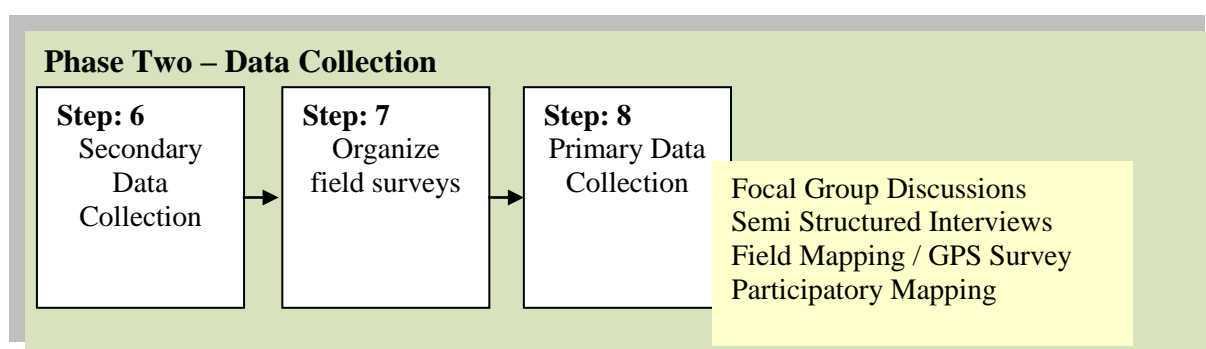 Phase Two – Data Collection
Step: 6
Secondary
Data
Collection
Step: 7
Organize
field surveys
Step: 8
Primary Data
Collection
Focal Group Discussions
Semi Structured Interviews
Field Mapping / GPS Survey
Participatory Mapping